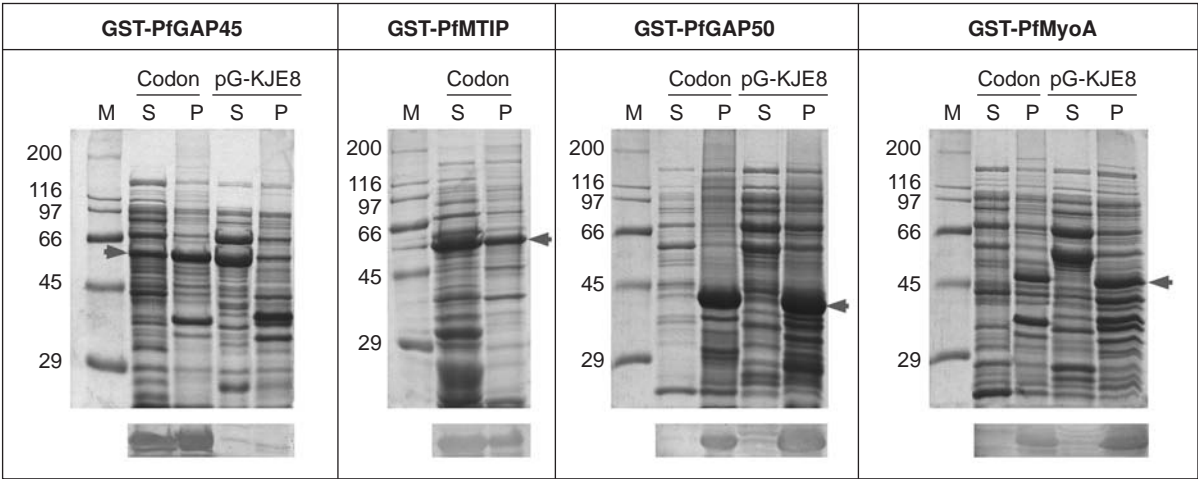 GST-PfGAP45 GST-PfMTIP GST-PfGAP50 GST-PfMyoA
Codon pG-KJE8 Codon Codon pG-KJE8 Codon pG-KJE8
M S P S P M S P M S P S P M S P S P
200 200 200 200
116 116 116 116
97 97 97 97
66 66 66 66
45 45 45 45
29 29 29 29